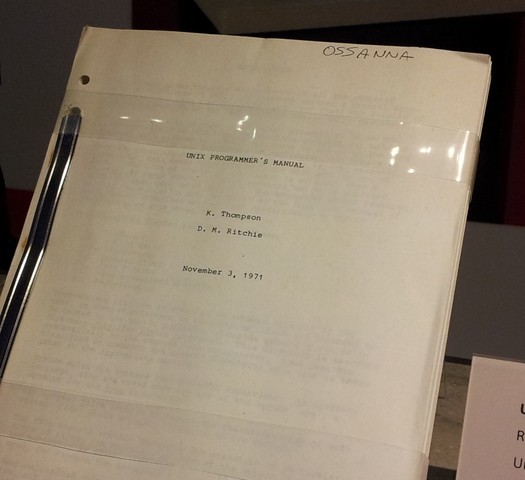 OSSANNA
UNIX PROGRAMMER'S MANUAL
K. Thompson
D. M. Ritchie
November 3, 1971